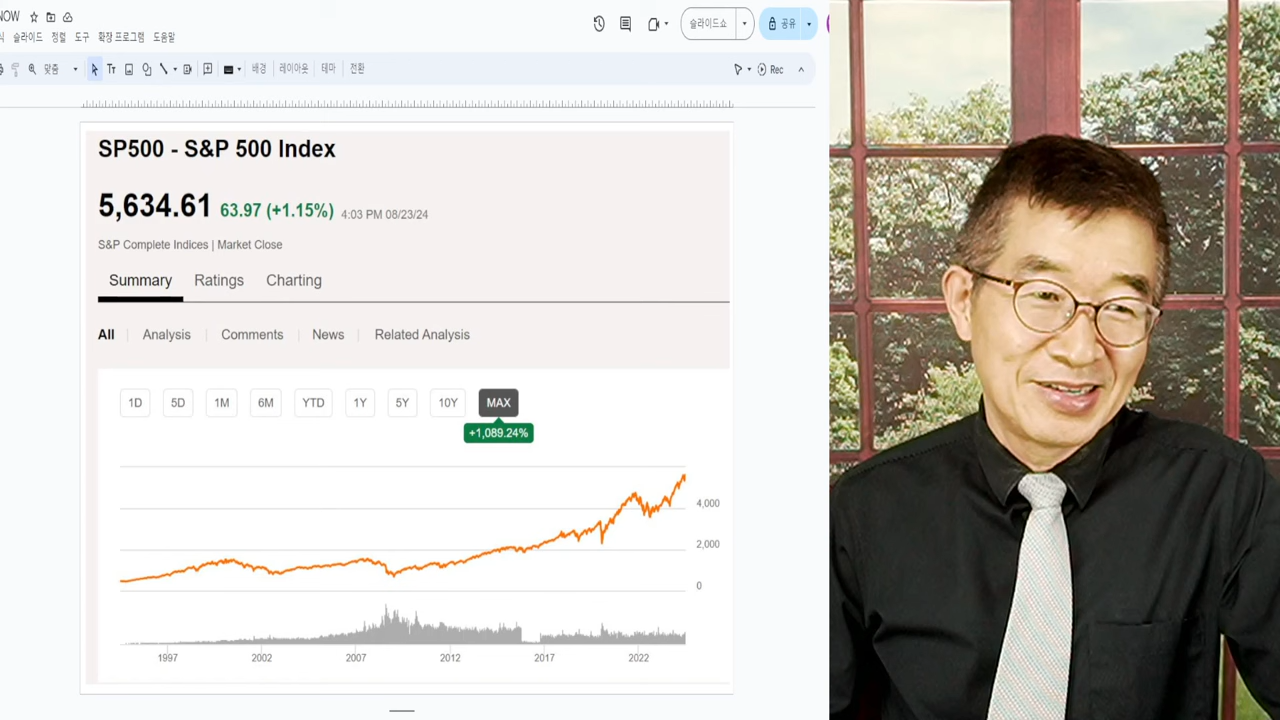 NOW
슬라이드 정렬 도구 확장 프로그램 도움말
슬라이드쇼
공유
맞춤
Tr
배경 레이아웃 테마 전환
Rec
SP500 - S&P 500 Index
5,634.61 63.97 (+1.15%) 4:03 PM 08/23/24
S&P Complete Indices | Market Close
Summary Ratings Charting
All Analysis Comments News Related Analysis
1D 5D 1M 6M YTD 1Y 5Y 10Y MAX
+1,089.24%
4,000
2,000
0
1997 2002 2007 2012 2017 2022